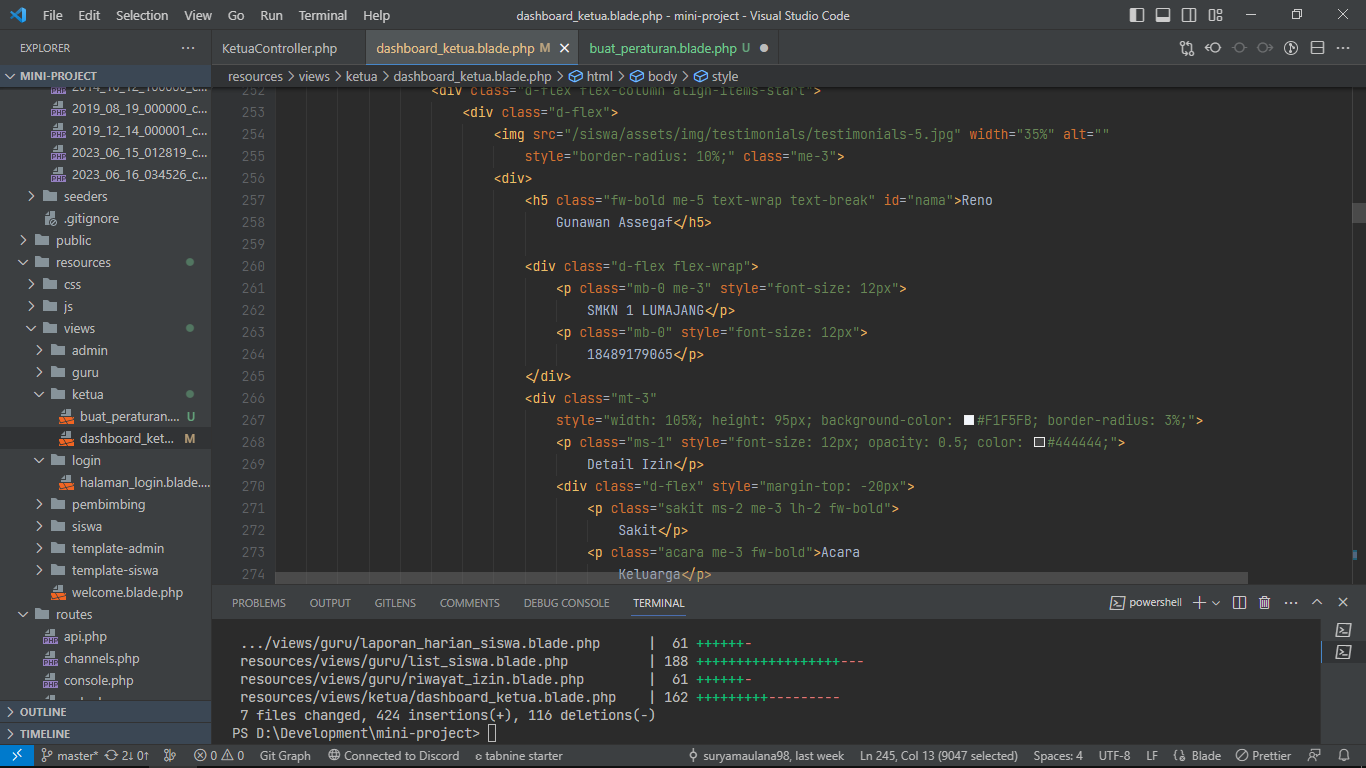 File Edit Selection View Go Run Terminal Help dashboard_ketua.blade.php - mini-project - Visual Studio Code
EXPLORER
KetuaController.php dashboard_ketua.blade.php M buat_peraturan.blade.php U
MINI-PROJECT
resources > views > ketua > dashboard_ketua.blade.php > html > body > style
2014_10_12_100000_c...
2019_08_19_000000_c...
2019_12_14_000001_c...
2023_06_15_012819_c...
2023_06_16_034526_c...
seeders
.gitignore
public
resources
css
js
views
admin
guru
ketua
buat_peraturan.... U
dashboard_ket... M
login
halaman_login.blade....
pembimbing
siswa
template-admin
template-siswa
welcome.blade.php
routes
api.php
channels.php
console.php
OUTLINE
TIMELINE
252 <div class="d-flex flex-column align-items-start">
253 <div class="d-flex">
254 <img src="/siswa/assets/img/testimonials/testimonials-5.jpg" width="35%" alt=""
255 style="border-radius: 10%;" class="me-3">
256 <div>
257 <h5 class="fw-bold me-5 text-wrap text-break" id="nama">Reno
258 Gunawan Assegaf</h5>
259
260 <div class="d-flex flex-wrap">
261 <p class="mb-0 me-3" style="font-size: 12px">
262 SMKN 1 LUMAJANG</p>
263 <p class="mb-0" style="font-size: 12px">
264 18489179065</p>
265 </div>
266 <div class="mt-3"
267 style="width: 105%; height: 95px; background-color: #F1F5FB; border-radius: 3%;">
268 <p class="ms-1" style="font-size: 12px; opacity: 0.5; color: #444444;">
269 Detail Izin</p>
270 <div class="d-flex" style="margin-top: -20px">
271 <p class="sakit ms-2 me-3 lh-2 fw-bold">
272 Sakit</p>
273 <p class="acara me-3 fw-bold">Acara
274 Keluarga</p>
PROBLEMS OUTPUT GITLENS COMMENTS DEBUG CONSOLE TERMINAL powershell
.../views/guru/laporan_harian_siswa.blade.php | 61 ++++++-
resources/views/guru/list_siswa.blade.php | 188 ++++++++++++++++++---
resources/views/guru/riwayat_izin.blade.php | 61 ++++++-
resources/views/ketua/dashboard_ketua.blade.php | 162 +++++++++---------
7 files changed, 424 insertions(+), 116 deletions(-)
PS D:\Development\mini-project>
master* 2↓ 0↑ 0 0 Git Graph Connected to Discord tabnine starter suryamaulana98, last week Ln 245, Col 13 (9047 selected) Spaces: 4 UTF-8 LF Blade Prettier